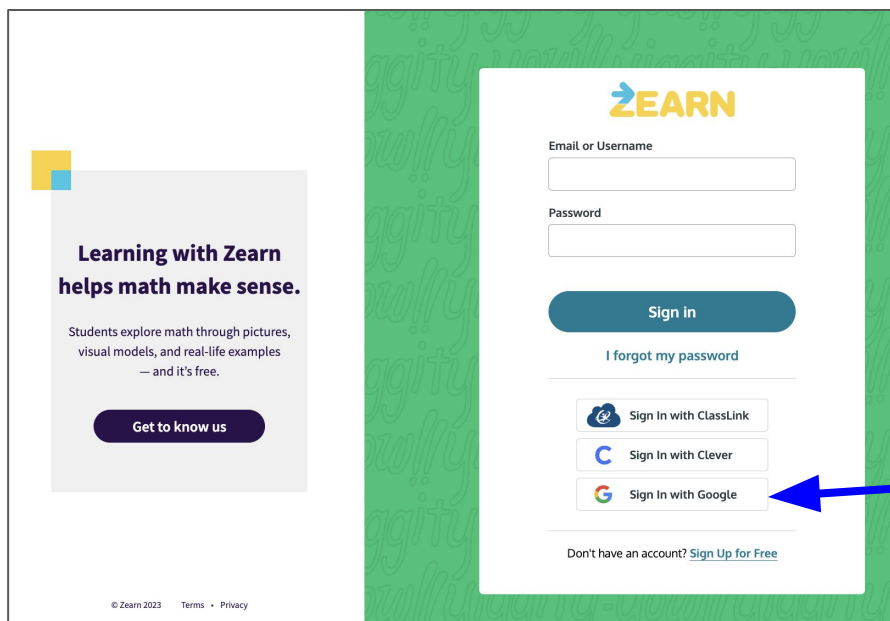 Learning with Zearn
helps math make sense.
Students explore math through pictures,
visual models, and real-life examples
— and it's free.
Get to know us
© Zearn 2023 Terms • Privacy
ZEARN
Email or Username
Password
Sign in
I forgot my password
Sign In with ClassLink
Sign In with Clever
Sign In with Google
Don't have an account? Sign Up for Free